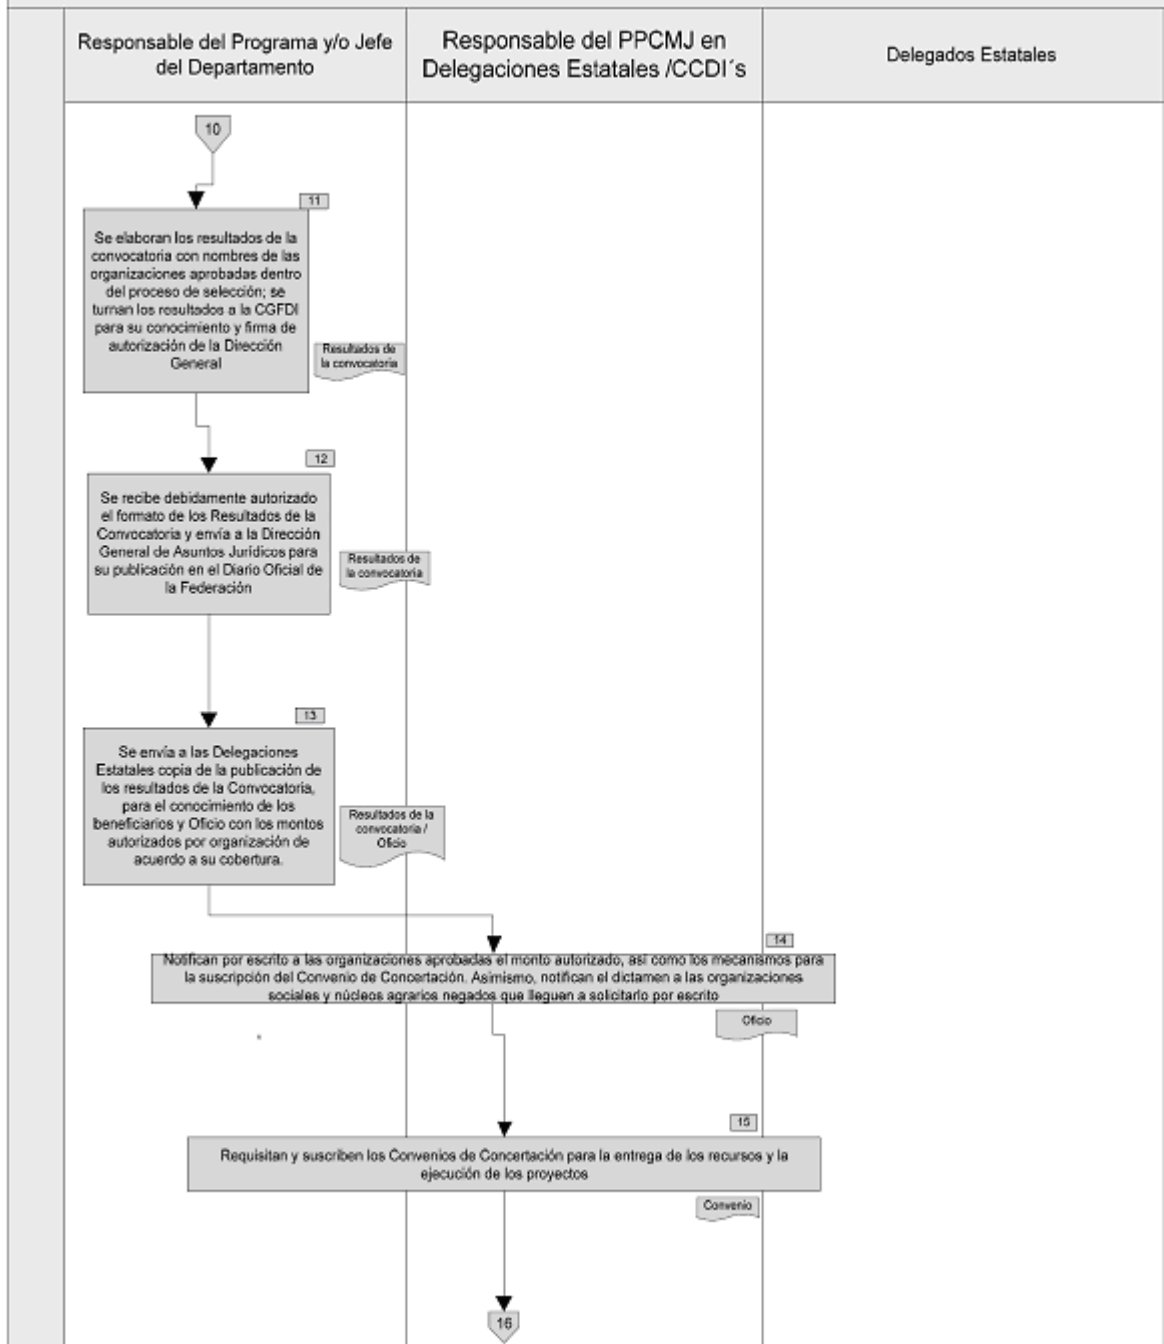 Responsable del Programa y/o Jefe
del Departamento
Responsable del PPCMJ en
Delegaciones Estatales /CCDI´s
Delegados Estatales
10
11
Se elaboran los resultados de la
convocatoria con nombres de las
organizaciones aprobadas dentro
del proceso de selección; se
turnan los resultados a la CGFDI
para su conocimiento y firma de
autorización de la Dirección
General
Resultados de
la convocatoria
12
Se recibe debidamente autorizado
el formato de los Resultados de la
Convocatoria y envía a la Dirección
General de Asuntos Jurídicos para
su publicación en el Diario Oficial de
la Federación
Resultados de
la convocatoria
13
Se envía a las Delegaciones
Estatales copia de la publicación de
los resultados de la Convocatoria,
para el conocimiento de los
beneficiarios y Oficio con los montos
autorizados por organización de
acuerdo a su cobertura.
Resultados de la
convocatoria /
Oficio
14
Notifican por escrito a las organizaciones aprobadas el monto autorizado, así como los mecanismos para
la suscripción del Convenio de Concertación. Asimismo, notifican el dictamen a las organizaciones
sociales y núcleos agrarios negados que lleguen a solicitarlo por escrito
Oficio
15
Requisitan y suscriben los Convenios de Concertación para la entrega de los recursos y la
ejecución de los proyectos
Convenio
16